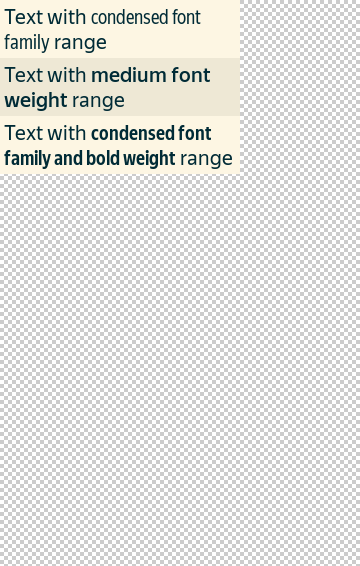 Text with condensed font
family range
Text with medium font
weight range
Text with condensed font
family and bold weight range